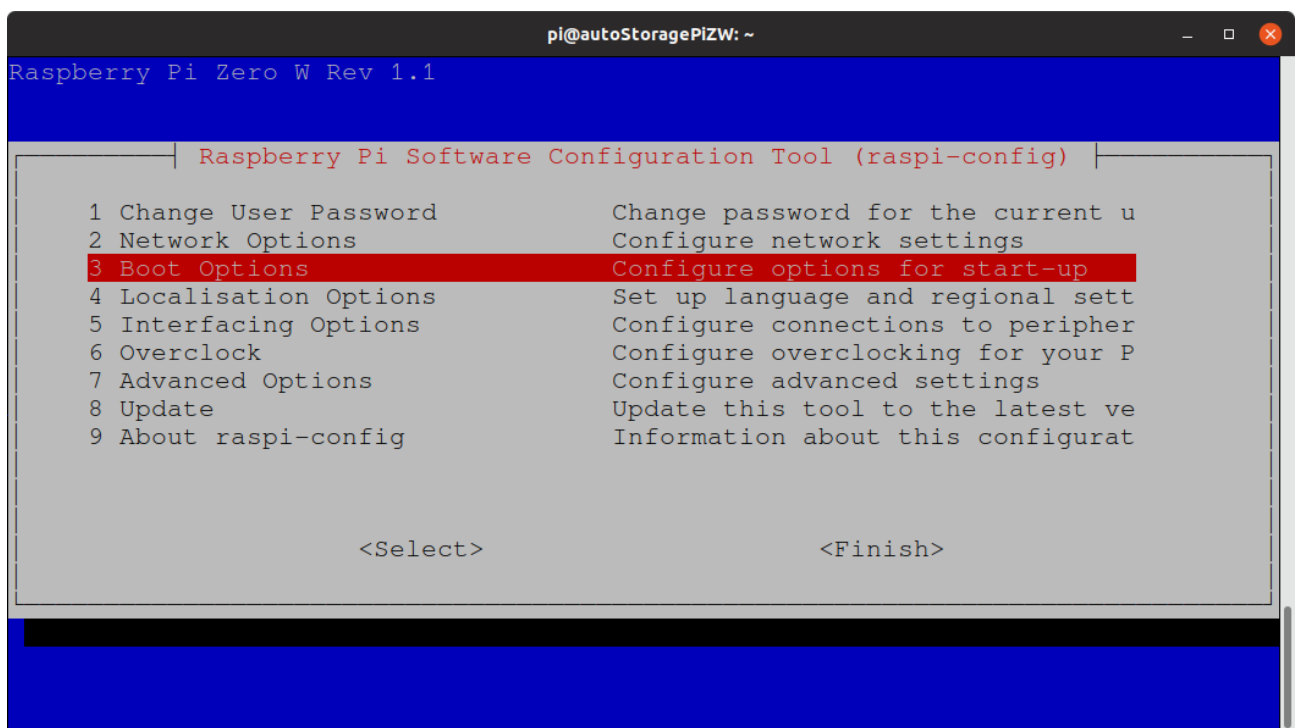 pi@autoStoragePiZW: ~
Raspberry Pi Zero W Rev 1.1
Raspberry Pi Software Configuration Tool (raspi-config)
1 Change User Password Change password for the current u
2 Network Options Configure network settings
3 Boot Options Configure options for start-up
4 Localisation Options Set up language and regional sett
5 Interfacing Options Configure connections to peripher
6 Overclock Configure overclocking for your P
7 Advanced Options Configure advanced settings
8 Update Update this tool to the latest ve
9 About raspi-config Information about this configurat
<Select> <Finish>